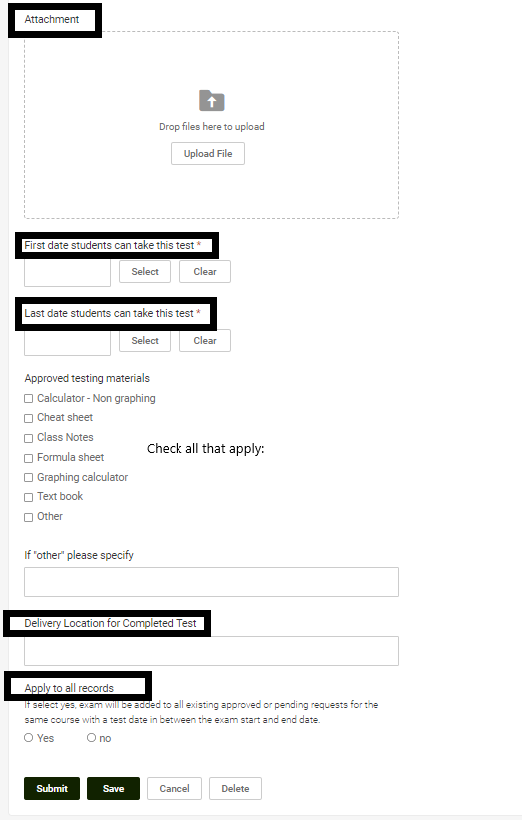 Attachment
Drop files here to upload
Upload File
First date students can take this test *
Select Clear
Last date students can take this test *
Select Clear
Approved testing materials
Calculator - Non graphing
Cheat sheet
Class Notes
Check all that apply:
Formula sheet
Graphing calculator
Text book
Other
If "other" please specify
Delivery Location for Completed Test
Apply to all records
If select yes, exam will be added to all existing approved or pending requests for the
same course with a test date in between the exam start and end date.
Yes no
Submit Save Cancel Delete